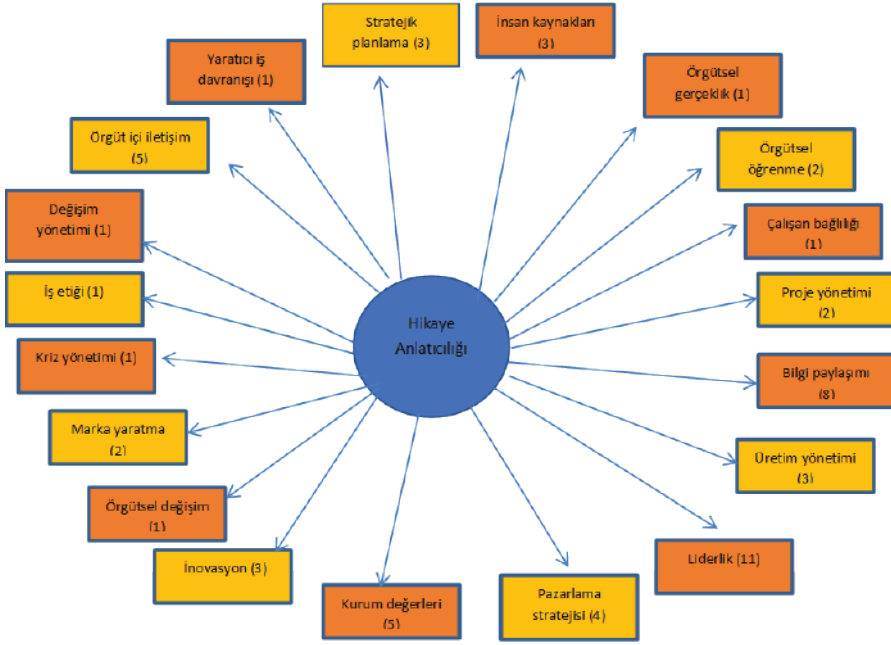 Stratejik
planlama (3)
İnsan kaynakları
(3)
Yaratıcı iş
davranışı (1)
Örgütsel
gerçeklik (1)
Örgüt içi iletişim
(5)
Örgütsel
öğrenme (2)
Değişim
yönetimi (1)
Çalışan bağlılığı
(1)
İş etiği (1)
Proje yönetimi
(2)
Hikaye
Anlatıcılığı
Kriz yönetimi (1)
Bilgi paylaşımı
(8)
Marka yaratma
(2)
Üretim yönetimi
(3)
Örgütsel değişim
(1)
Liderlik (11)
İnovasyon (3)
Kurum değerleri
(5)
Pazarlama
stratejisi (4)